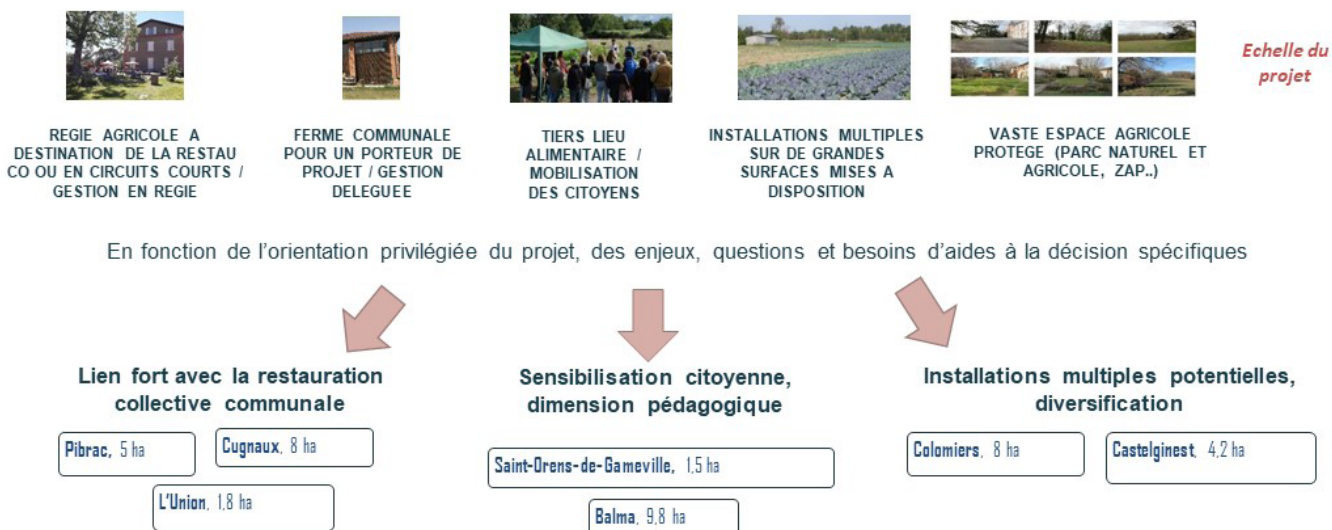 Echelle du
projet
REGIE AGRICOLE A
DESTINATION DE LA RESTAU
CO OU EN CIRCUITS COURTS /
GESTION EN REGIE
FERME COMMUNALE
POUR UN PORTEUR DE
PROJET / GESTION
DELEGUEE
TIERS LIEU
ALIMENTAIRE /
MOBILISATION
DES CITOYENS
INSTALLATIONS MULTIPLES
SUR DE GRANDES
SURFACES MISES A
DISPOSITION
VASTE ESPACE AGRICOLE
PROTEGE (PARC NATUREL ET
AGRICOLE, ZAP..)
En fonction de l'orientation privilégiée du projet, des enjeux, questions et besoins d'aides à la décision spécifiques
Lien fort avec la restauration
collective communale
Pibrac, 5 ha
Cugnaux, 8 ha
L'Union, 1,8 ha
Sensibilisation citoyenne,
dimension pédagogique
Saint-Orens-de-Gameville, 1,5 ha
Balma, 9,8 ha
Installations multiples potentielles,
diversification
Colomiers, 8 ha
Castelginest, 4,2 ha